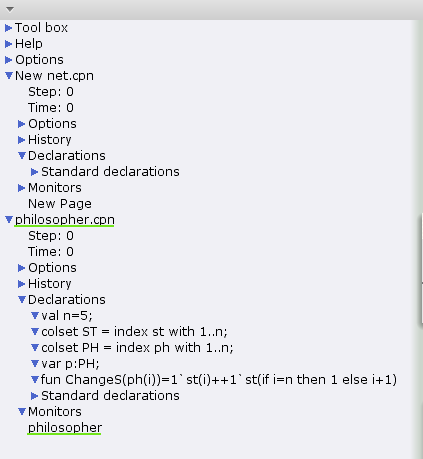 Tool box
Help
Options
New net.cpn
Step: 0
Time: 0
Options
History
Declarations
Standard declarations
Monitors
New Page
philosopher.cpn
Step: 0
Time: 0
Options
History
Declarations
val n=5;
colset ST = index st with 1..n;
colset PH = index ph with 1..n;
var p:PH;
fun ChangeS(ph(i))=1`st(i)++1`st(if i=n then 1 else i+1)
Standard declarations
Monitors
philosopher